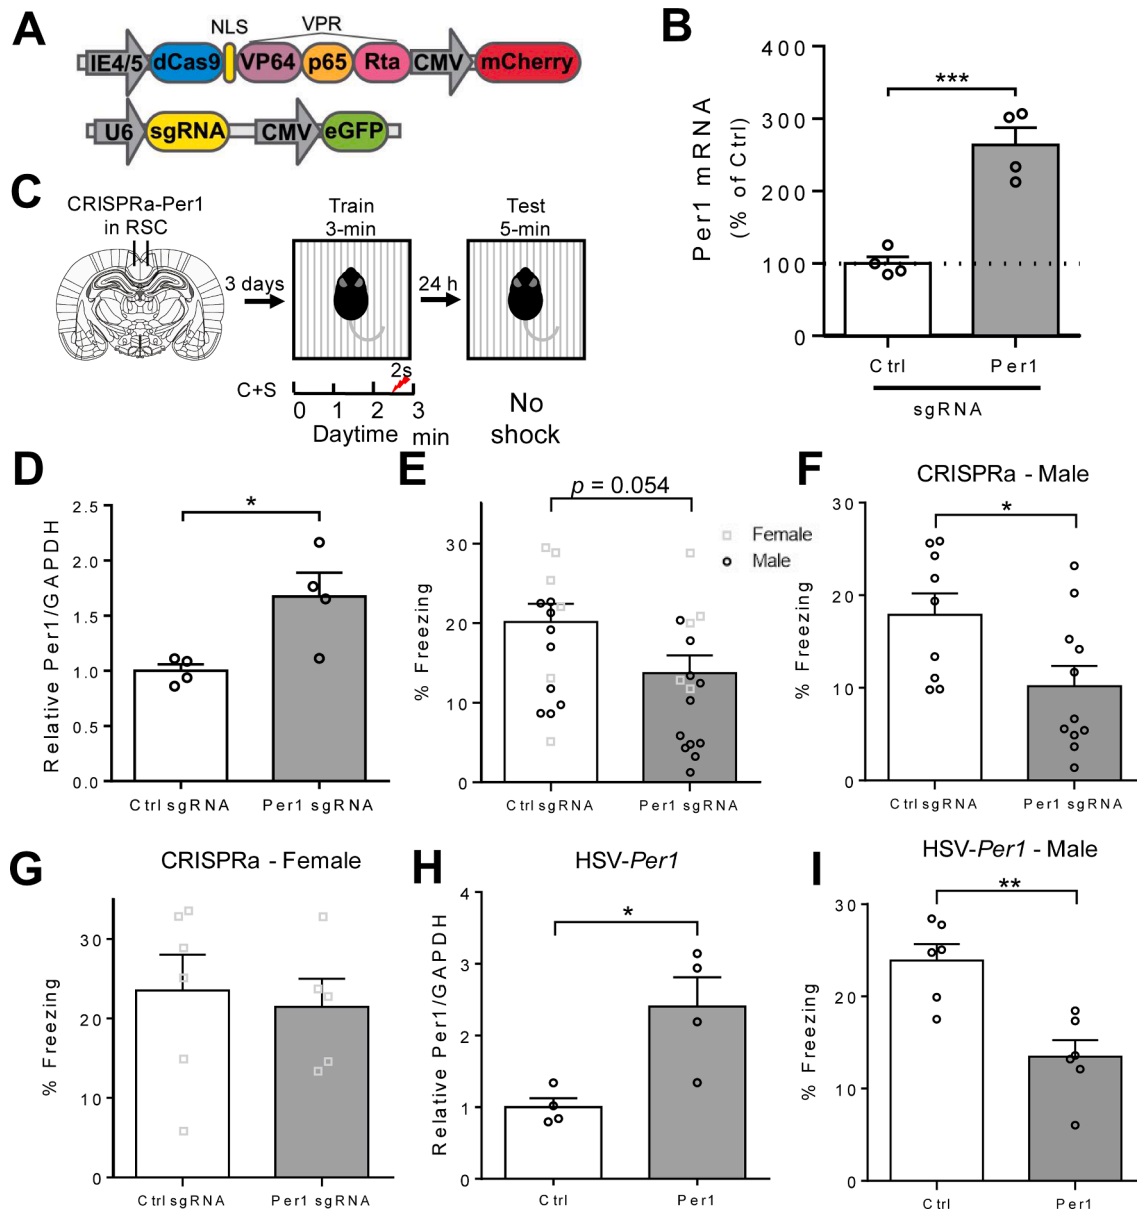 A
NLS
VPR
IE4/5
dCas9
VP64
p65
Rta
CMV
mCherry
U6
sgRNA
CMV
eGFP
B
Per1 mRNA
(% of Ctrl)
400
300
200
100
0
***
Ctrl
Per1
sgRNA
C
CRISPRa-Per1
in RSC
3 days
Train
3-min
24 h
Test
5-min
C+S
2s
0 1 2 3
Daytime
min
No
shock
D
Relative Per1/GAPDH
2.5
2.0
1.5
1.0
0.5
0.0
*
Ctrl sgRNA
Per1 sgRNA
E
% Freezing
30
20
10
0
p = 0.054
Female
Male
Ctrl sgRNA
Per1 sgRNA
F
CRISPRa - Male
% Freezing
30
20
10
0
*
Ctrl sgRNA
Per1 sgRNA
G
CRISPRa - Female
% Freezing
30
20
10
0
Ctrl sgRNA
Per1 sgRNA
H
HSV-Per1
Relative Per1/GAPDH
4
3
2
1
0
*
Ctrl
Per1
I
HSV-Per1 - Male
% Freezing
30
20
10
0
**
Ctrl
Per1